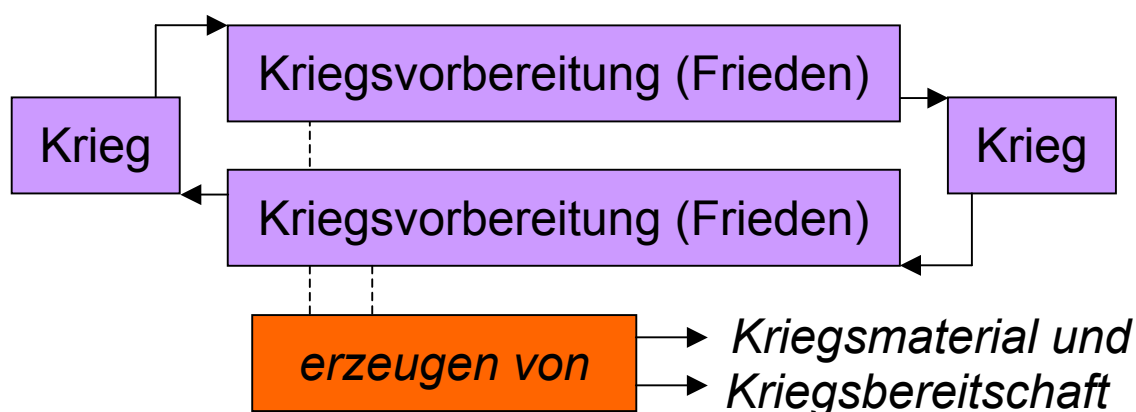 Kriegsvorbereitung (Frieden)
Krieg
Krieg
Kriegsvorbereitung (Frieden)
erzeugen von
Kriegsmaterial und
Kriegsbereitschaft